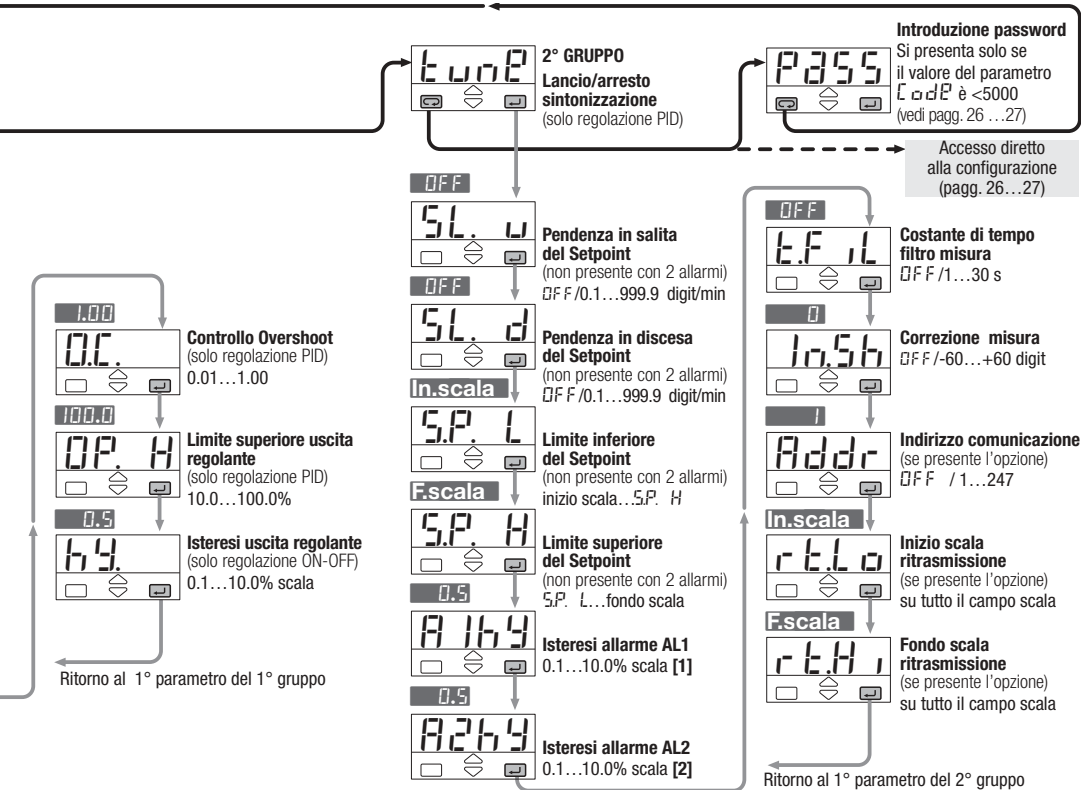 tunE
2° GRUPPO
Lancio/arresto
sintonizzazione
(solo regolazione PID)
PASS
Introduzione password
Si presenta solo se
il valore del parametro
CodE è <5000
(vedi pagg. 26 …27)
Accesso diretto
alla configurazione
(pagg. 26…27)
1.00
O.C.
Controllo Overshoot
(solo regolazione PID)
0.01…1.00
100.0
OP. H
Limite superiore uscita
regolante
(solo regolazione PID)
10.0…100.0%
0.5
hY.
Isteresi uscita regolante
(solo regolazione ON-OFF)
0.1…10.0% scala
Ritorno al 1° parametro del 1° gruppo
OFF
SL. u
Pendenza in salita
del Setpoint
(non presente con 2 allarmi)
OFF/0.1…999.9 digit/min
OFF
SL. d
Pendenza in discesa
del Setpoint
(non presente con 2 allarmi)
OFF/0.1…999.9 digit/min
In.scala
S.P. L
Limite inferiore
del Setpoint
(non presente con 2 allarmi)
inizio scala…S.P. H
F.scala
S.P. H
Limite superiore
del Setpoint
(non presente con 2 allarmi)
S.P. L…fondo scala
0.5
A1hY
Isteresi allarme AL1
0.1…10.0% scala [1]
0.5
A2hY
Isteresi allarme AL2
0.1…10.0% scala [2]
OFF
t.FiL
Costante di tempo
filtro misura
OFF/1…30 s
0
In.Sh
Correzione misura
OFF/-60…+60 digit
1
Addr
Indirizzo comunicazione
(se presente l'opzione)
OFF / 1…247
In.scala
rt.Lo
Inizio scala
ritrasmissione
(se presente l'opzione)
su tutto il campo scala
F.scala
rt.Hi
Fondo scala
ritrasmissione
(se presente l'opzione)
su tutto il campo scala
Ritorno al 1° parametro del 2° gruppo